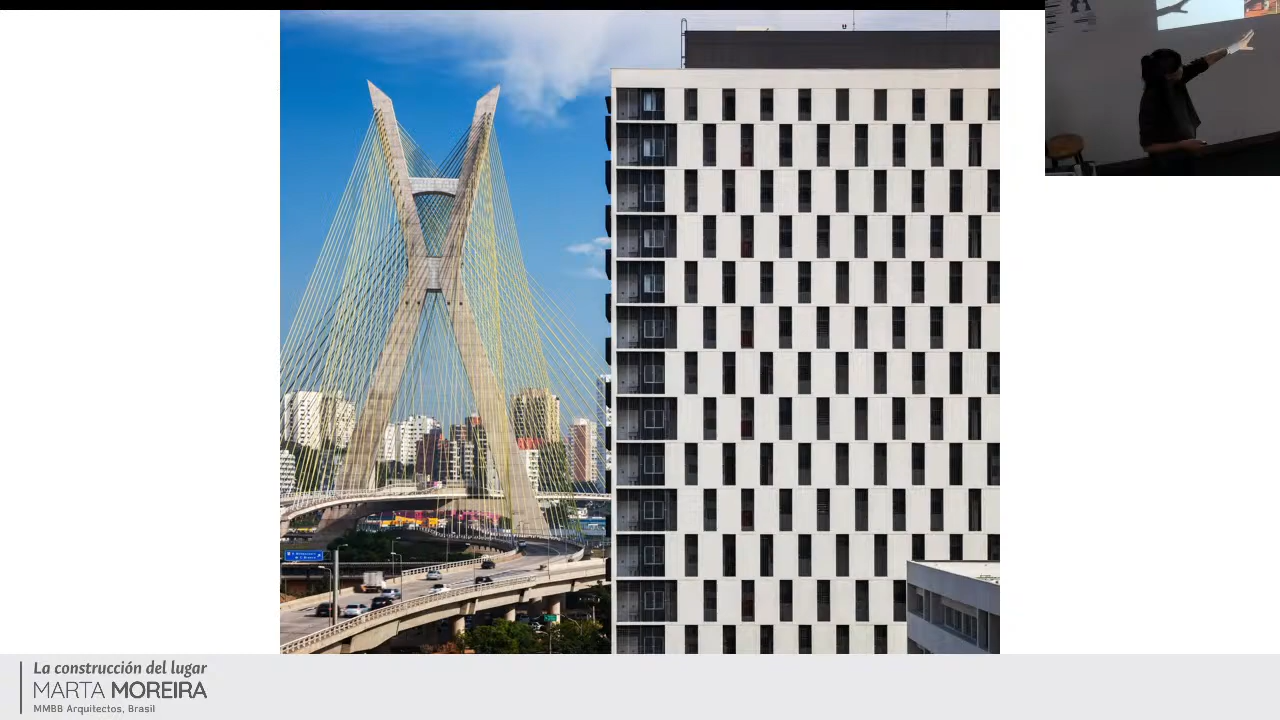 La construcción del lugar
MARTA MOREIRA
MMBB Arquitectos, Brasil